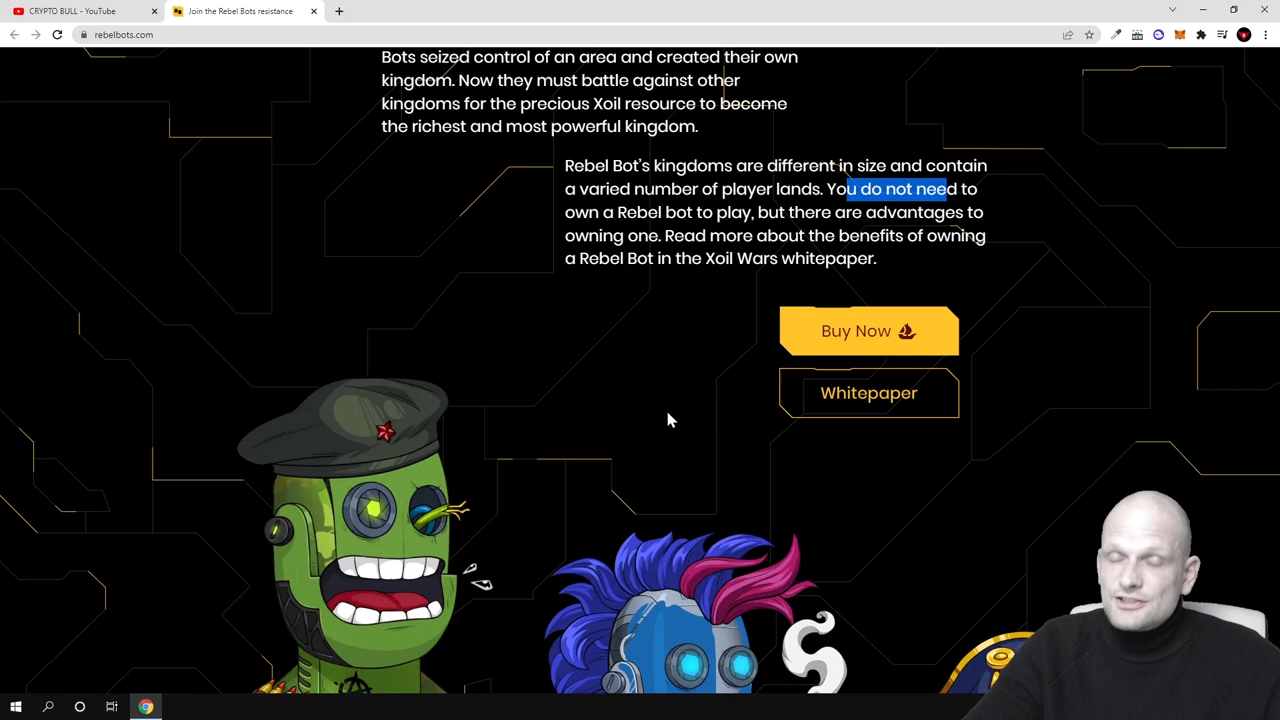 CRYPTO BULL - YouTube
Join the Rebel Bots resistance
rebelbots.com
Bots seized control of an area and created their own
kingdom. Now they must battle against other
kingdoms for the precious Xoil resource to become
the richest and most powerful kingdom.
Rebel Bot's kingdoms are different in size and contain
a varied number of player lands. You do not need to
own a Rebel bot to play, but there are advantages to
owning one. Read more about the benefits of owning
a Rebel Bot in the Xoil Wars whitepaper.
Buy Now
Whitepaper